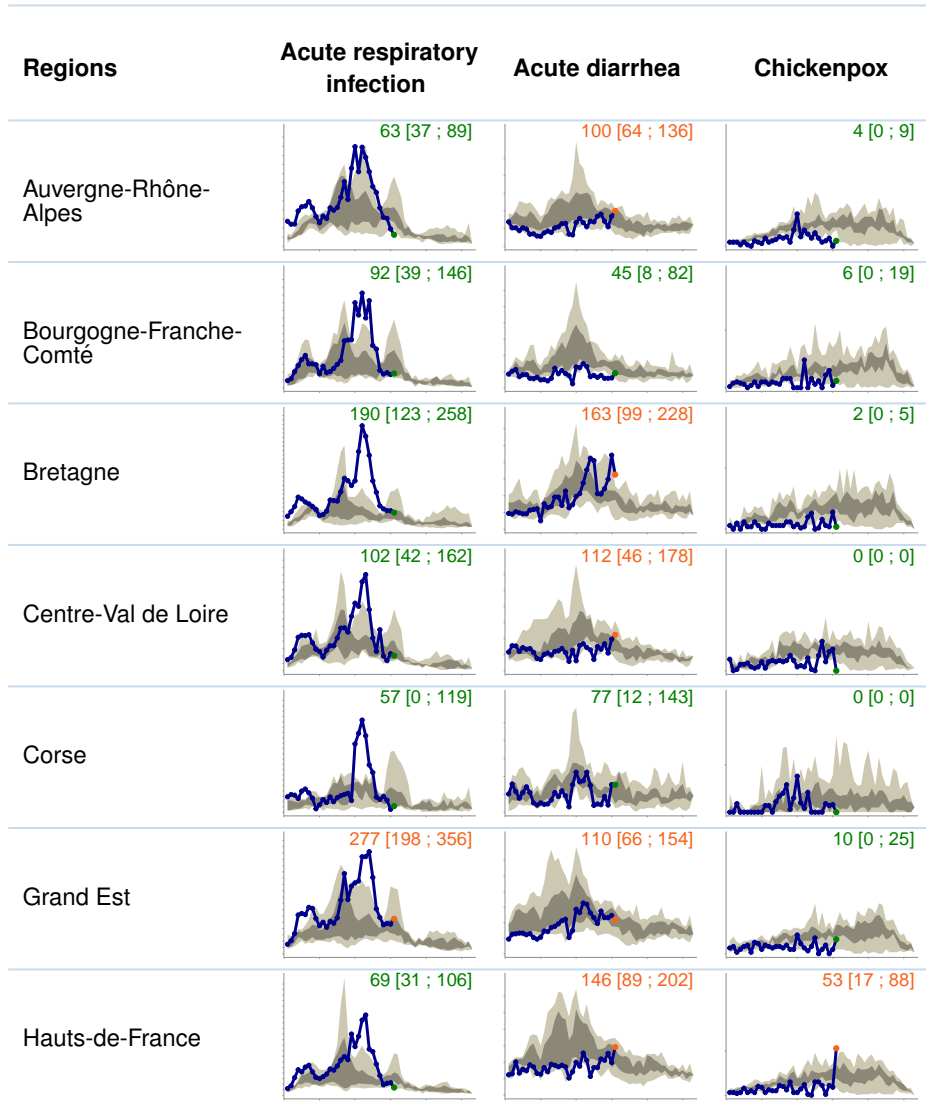 Regions
Acute respiratory
infection
Acute diarrhea
Chickenpox
63 [37 ; 89]
100 [64 ; 136]
4 [0 ; 9]
Auvergne-Rhône-
Alpes
92 [39 ; 146]
45 [8 ; 82]
6 [0 ; 19]
Bourgogne-Franche-
Comté
190 [123 ; 258]
163 [99 ; 228]
2 [0 ; 5]
Bretagne
102 [42 ; 162]
112 [46 ; 178]
0 [0 ; 0]
Centre-Val de Loire
57 [0 ; 119]
77 [12 ; 143]
0 [0 ; 0]
Corse
277 [198 ; 356]
110 [66 ; 154]
10 [0 ; 25]
Grand Est
69 [31 ; 106]
146 [89 ; 202]
53 [17 ; 88]
Hauts-de-France